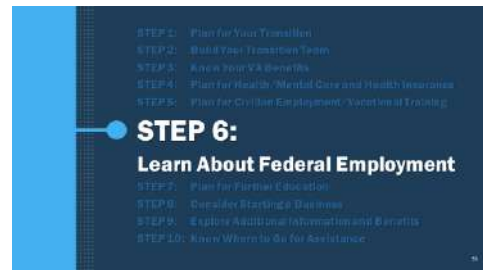 STEP 1: Plan for Your Transition
STEP 2: Build Your Transition Team
STEP 3: Know Your VA Benefits
STEP 4: Plan for Health/Mental Care and Health Insurance
STEP 5: Plan for Civilian Employment/Vocational Training
STEP 6:
Learn About Federal Employment
STEP 7: Plan for Further Education
STEP 8: Consider Starting a Business
STEP 9: Explore Additional Information and Benefits
STEP 10: Know Where to Go for Assistance